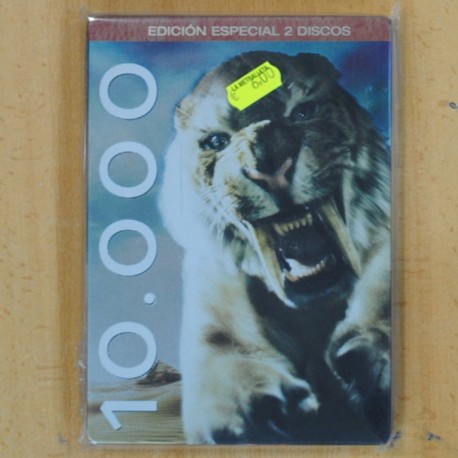 EDICIÓN ESPECIAL 2 DISCOS
LA METRALLETA
€ 6,00
10.000